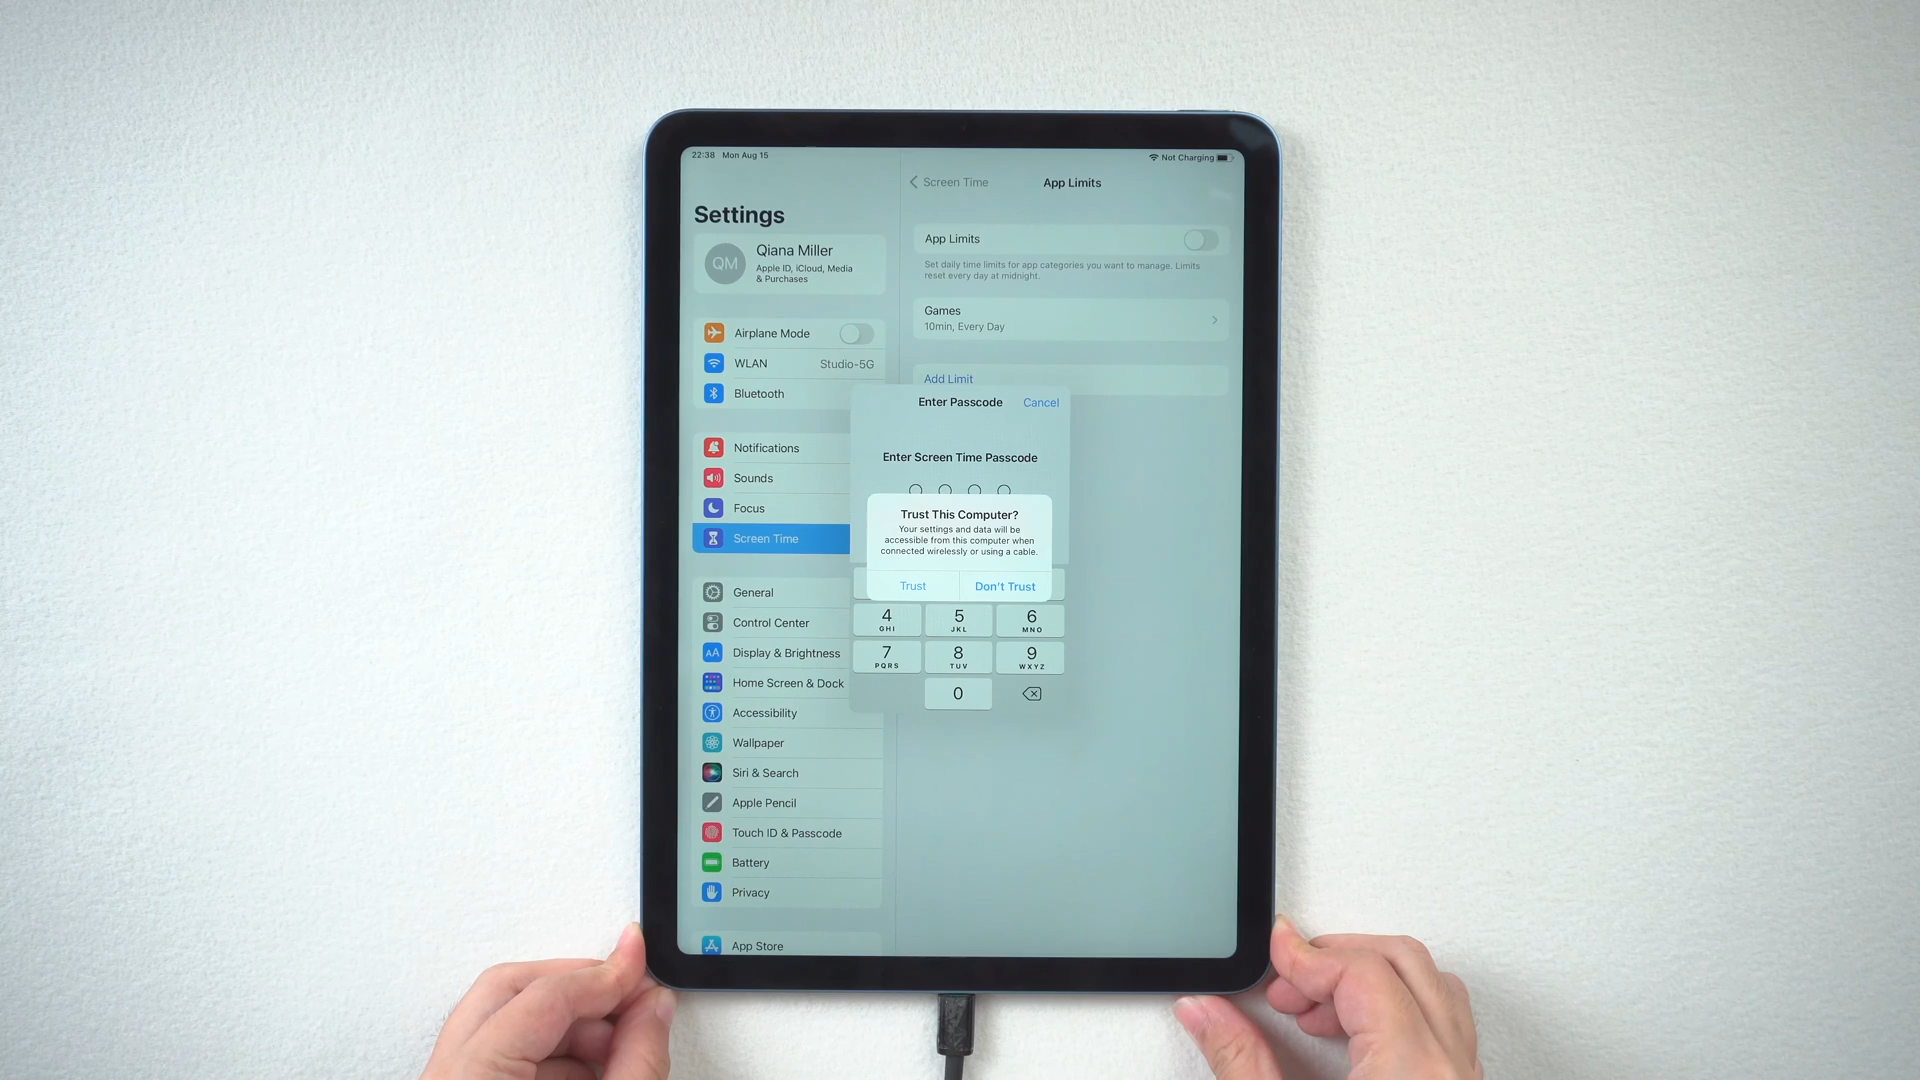 22:38 Mon Aug 15
Not Charging
Settings
QM
Qiana Miller
Apple ID, iCloud, Media
& Purchases
Airplane Mode
WLAN Studio-5G
Bluetooth
Notifications
Sounds
Focus
Screen Time
General
Control Center
AA Display & Brightness
Home Screen & Dock
Accessibility
Wallpaper
Siri & Search
Apple Pencil
Touch ID & Passcode
Battery
Privacy
App Store
Screen Time App Limits
App Limits
Set daily time limits for app categories you want to manage. Limits
reset every day at midnight.
Games
10min, Every Day
Add Limit
Enter Passcode Cancel
Enter Screen Time Passcode
Trust This Computer?
Your settings and data will be
accessible from this computer when
connected wirelessly or using a cable.
Trust Don't Trust
4 5 6
GHI JKL MNO
7 8 9
PQRS TUV WXYZ
0